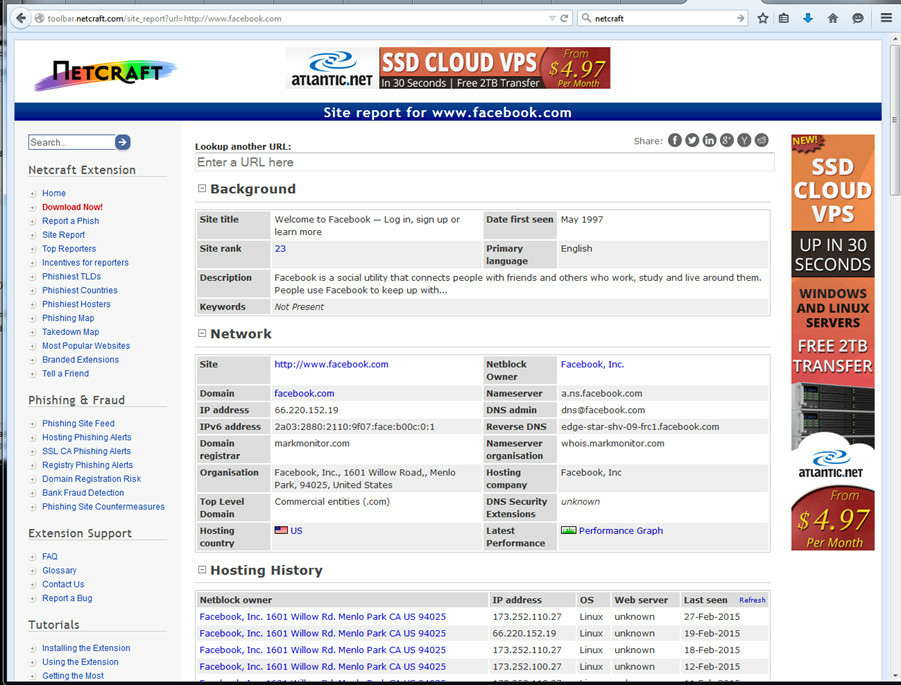 toolbar.netcraft.com/site_report?url=http://www.facebook.com
netcraft
NETCRAFT
ATLANTIC.NET
SSD CLOUD VPS
In 30 Seconds | Free 2TB Transfer
From
$4.97
Per Month
Site report for www.facebook.com
Search...
Netcraft Extension
Home
Download Now!
Report a Phish
Site Report
Top Reporters
Incentives for reporters
Phishiest TLDs
Phishiest Countries
Phishiest Hosters
Phishing Map
Takedown Map
Most Popular Websites
Branded Extensions
Tell a Friend
Phishing & Fraud
Phishing Site Feed
Hosting Phishing Alerts
SSL CA Phishing Alerts
Registry Phishing Alerts
Domain Registration Risk
Bank Fraud Detection
Phishing Site Countermeasures
Extension Support
FAQ
Glossary
Contact Us
Report a Bug
Tutorials
Installing the Extension
Using the Extension
Getting the Most
Lookup another URL:
Share:
Enter a URL here
Background
Site title Welcome to Facebook — Log in, sign up or Date first seen May 1997
learn more
Site rank 23 Primary English
language
Description Facebook is a social utility that connects people with friends and others who work, study and live around them.
People use Facebook to keep up with...
Keywords Not Present
Network
Site http://www.facebook.com Netblock Facebook, Inc.
Owner
Domain facebook.com Nameserver a.ns.facebook.com
IP address 66.220.152.19 DNS admin dns@facebook.com
IPv6 address 2a03:2880:2110:9f07:face:b00c:0:1 Reverse DNS edge-star-shv-09-frc1.facebook.com
Domain markmonitor.com Nameserver whois.markmonitor.com
registrar organisation
Organisation Facebook, Inc., 1601 Willow Road,, Menlo Hosting Facebook, Inc
Park, 94025, United States company
Top Level Commercial entities (.com) DNS Security unknown
Domain Extensions
Hosting US Latest Performance Graph
country Performance
Hosting History
Netblock owner IP address OS Web server Last seen Refresh
Facebook, Inc. 1601 Willow Rd. Menlo Park CA US 94025 173.252.110.27 Linux unknown 27-Feb-2015
Facebook, Inc. 1601 Willow Rd. Menlo Park CA US 94025 66.220.152.19 Linux unknown 19-Feb-2015
Facebook, Inc. 1601 Willow Rd. Menlo Park CA US 94025 173.252.110.27 Linux unknown 18-Feb-2015
Facebook, Inc. 1601 Willow Rd. Menlo Park CA US 94025 173.252.100.27 Linux unknown 12-Feb-2015
NEW!
SSD
CLOUD
VPS
UP IN 30
SECONDS
WINDOWS
AND LINUX
SERVERS
FREE 2TB
TRANSFER
ATLANTIC.NET
From
$4.97
Per Month